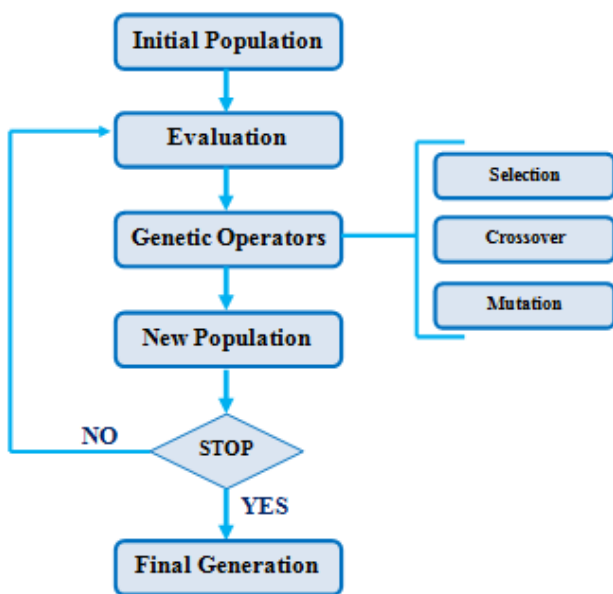 Initial Population
Evaluation
Selection
Genetic Operators
Crossover
Mutation
New Population
NO
STOP
YES
Final Generation